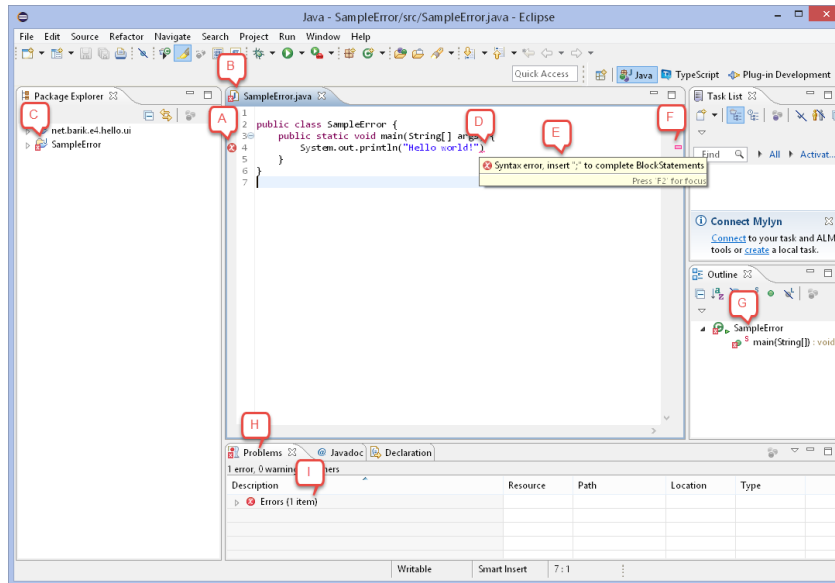 Java - SampleError/src/SampleError.java - Eclipse
File Edit Source Refactor Navigate Search Project Run Window Help
Quick Access
Java
TypeScript
Plug-in Development
B
Package Explorer
SampleError.java
Task List
C
A
D
E
F
net.barik.e4.hello.ui
SampleError
1
2 public class SampleError {
3 public static void main(String[] {
4 System.out.println("Hello world!")
5 }
6 }
7
Syntax error, insert ";" to complete BlockStatements
Press 'F2' for focus
Find
All
Activat...
Connect Mylyn
Connect to your task and ALM
tools or create a local task.
Outline
G
SampleError
main(String[]) : void
H
Problems
@ Javadoc
Declaration
1 error, 0
I
Description
Resource
Path
Location
Type
Errors (1 item)
Writable
Smart Insert
7 : 1